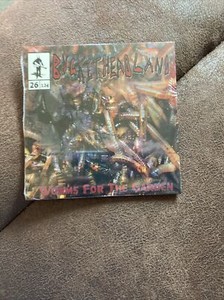 BUCKETHEADLAND
26
WORMS FOR THE GARDEN